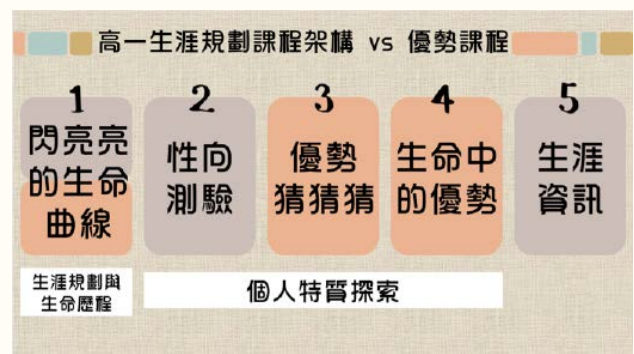 高一生涯規劃課程架構 vs 優勢課程
1
閃亮亮
的生命
曲線
2
性向
測驗
3
優勢
猜猜猜
4
生命中
的優勢
5
生涯
資訊
生涯規劃與
生命歷程
個人特質探索